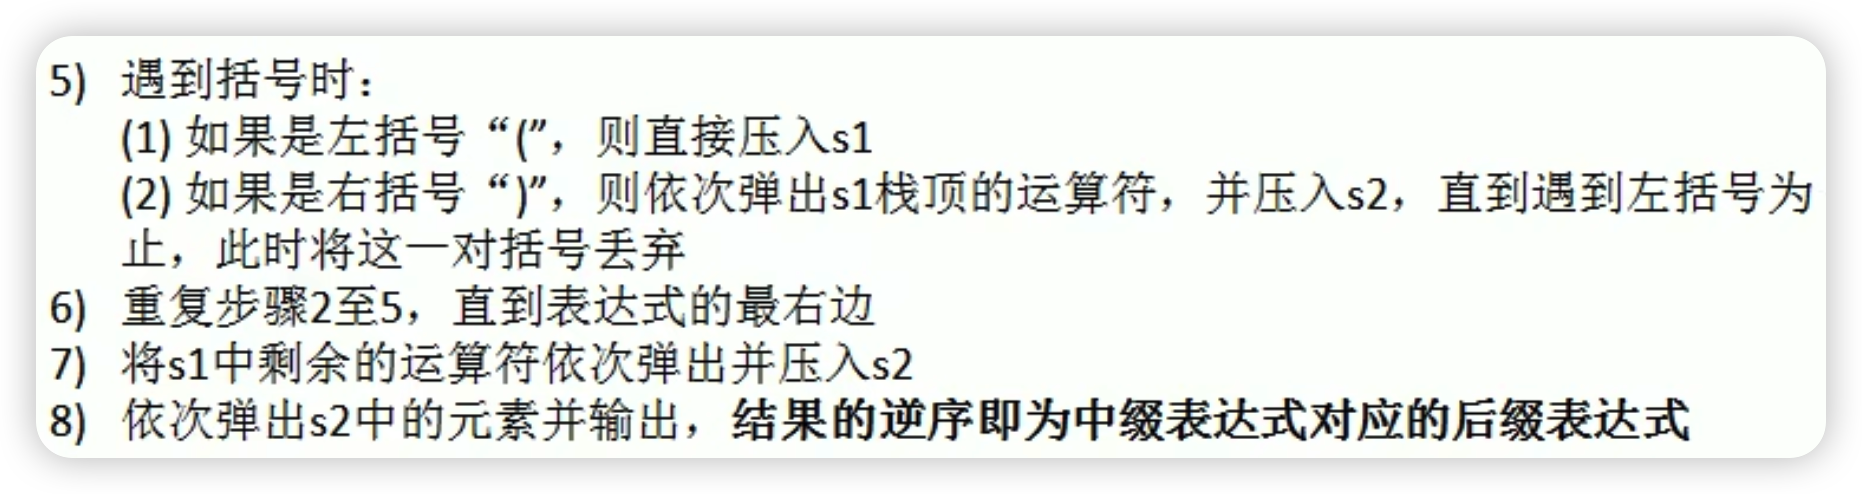 5) 遇到括号时：
(1) 如果是左括号“(”，则直接压入s1
(2) 如果是右括号“)”，则依次弹出s1栈顶的运算符，并压入s2，直到遇到左括号为
止，此时将这一对括号丢弃
6) 重复步骤2至5，直到表达式的最右边
7) 将s1中剩余的运算符依次弹出并压入s2
8) 依次弹出s2中的元素并输出，结果的逆序即为中缀表达式对应的后缀表达式